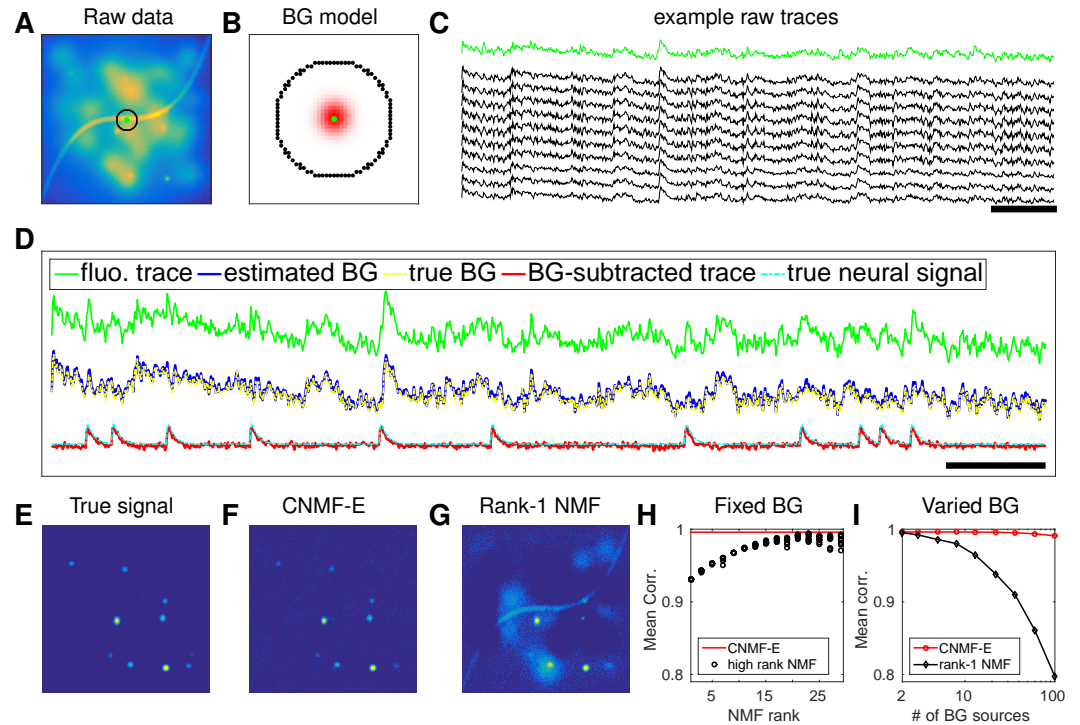 A Raw data
B BG model
C example raw traces
D
fluo. trace estimated BG true BG BG-subtracted trace true neural signal
E True signal
F CNMF-E
G Rank-1 NMF
H Fixed BG
1
0.9
0.8
Mean Corr.
CNMF-E
high rank NMF
5 15 25
NMF rank
I Varied BG
1
0.9
0.8
Mean corr.
CNMF-E
rank-1 NMF
2 10 100
# of BG sources